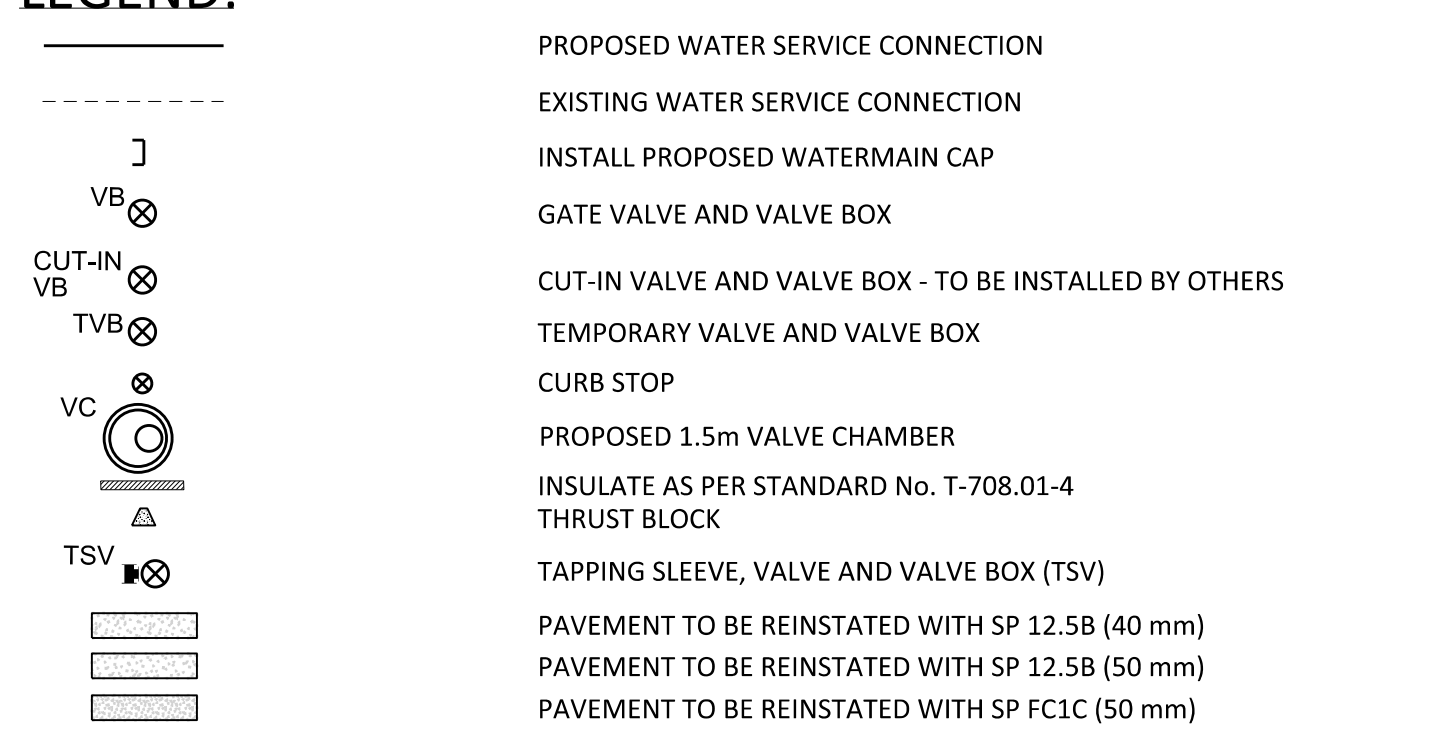 LEGEND:
PROPOSED WATER SERVICE CONNECTION
EXISTING WATER SERVICE CONNECTION
INSTALL PROPOSED WATERMAIN CAP
VB GATE VALVE AND VALVE BOX
CUT-IN
VB CUT-IN VALVE AND VALVE BOX - TO BE INSTALLED BY OTHERS
TVB TEMPORARY VALVE AND VALVE BOX
CURB STOP
VC PROPOSED 1.5m VALVE CHAMBER
INSULATE AS PER STANDARD No. T-708.01-4
THRUST BLOCK
TSV TAPPING SLEEVE, VALVE AND VALVE BOX (TSV)
PAVEMENT TO BE REINSTATED WITH SP 12.5B (40 mm)
PAVEMENT TO BE REINSTATED WITH SP 12.5B (50 mm)
PAVEMENT TO BE REINSTATED WITH SP FC1C (50 mm)